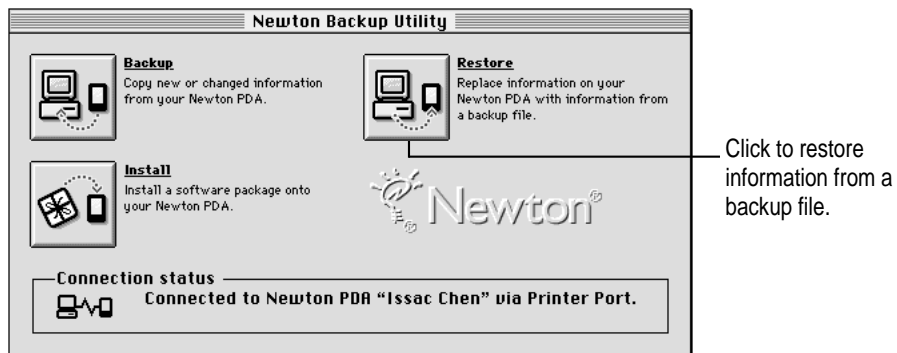 Newton Backup Utility
Backup
Copy new or changed information
from your Newton PDA.
Restore
Replace information on your
Newton PDA with information from
a backup file.
Install
Install a software package onto
your Newton PDA.
Newton®
Click to restore
information from a
backup file.
Connection status
Connected to Newton PDA “Issac Chen” via Printer Port.